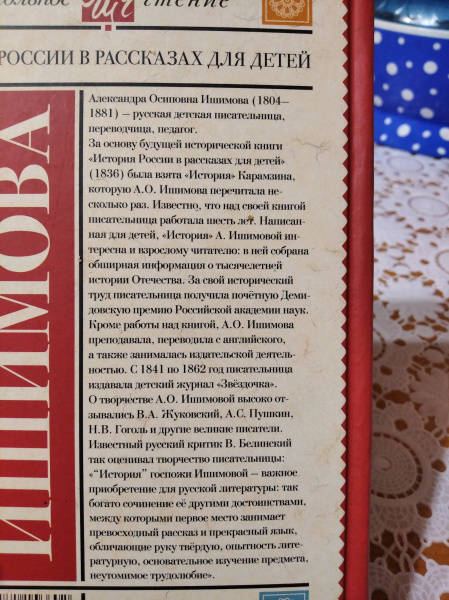 ЧТЕНИЕ
РОССИИ В РАССКАЗАХ ДЛЯ ДЕТЕЙ
ИШИМОВА
Александра Осиповна Ишимова (1804—
1881) — русская детская писательница,
переводчица, педагог.
За основу будущей исторической книги
«История России в рассказах для детей»
(1836) была взята «История» Карамзина,
которую А.О. Ишимова перечитала не-
сколько раз. Известно, что над своей книгой
писательница работала шесть лет. Написан-
ная для детей, «История» А. Ишимовой ин-
тересна и взрослому читателю: в ней собрана
обширная информация о тысячелетней
истории Отечества. За свой исторический
труд писательница получила почётную Деми-
довскую премию Российской академии наук.
Кроме работы над книгой, А.О. Ишимова
преподавала, переводила с английского,
а также занималась издательской деятель-
ностью. С 1841 по 1862 год писательница
издавала детский журнал «Звёздочка».
О творчестве А.О. Ишимовой высоко от-
зывались В.А. Жуковский, А.С. Пушкин,
Н.В. Гоголь и другие великие писатели.
Известный русский критик В. Белинский
так оценивал творчество писательницы:
«“История” госпожи Ишимовой — важное
приобретение для русской литературы: так
богато сочинение её другими достоинствами,
между которыми первое место занимает
превосходный рассказ и прекрасный язык,
обличающие руку твёрдую, опытность лите-
ратурную, основательное изучение предмета,
неутомимое трудолюбие».